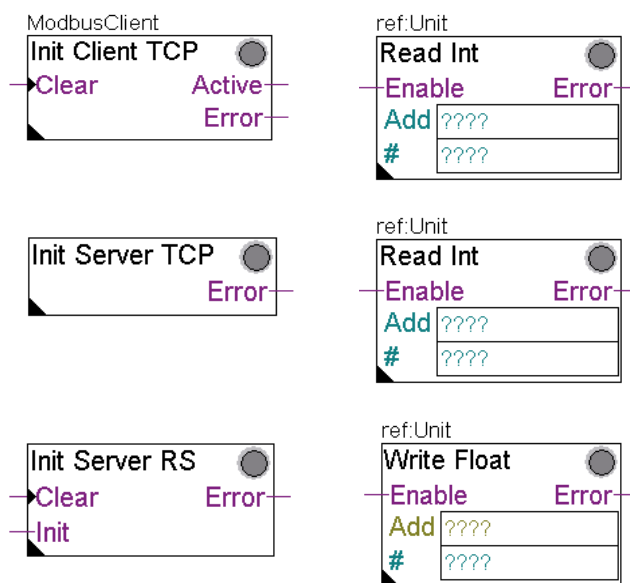 ModbusClient
Init Client TCP
Clear Active
Error
ref:Unit
Read Int
Enable Error
Add ????
# ????
Init Server TCP
Error
ref:Unit
Read Int
Enable Error
Add ????
# ????
Init Server RS
Clear Error
Init
ref:Unit
Write Float
Enable Error
Add ????
# ????